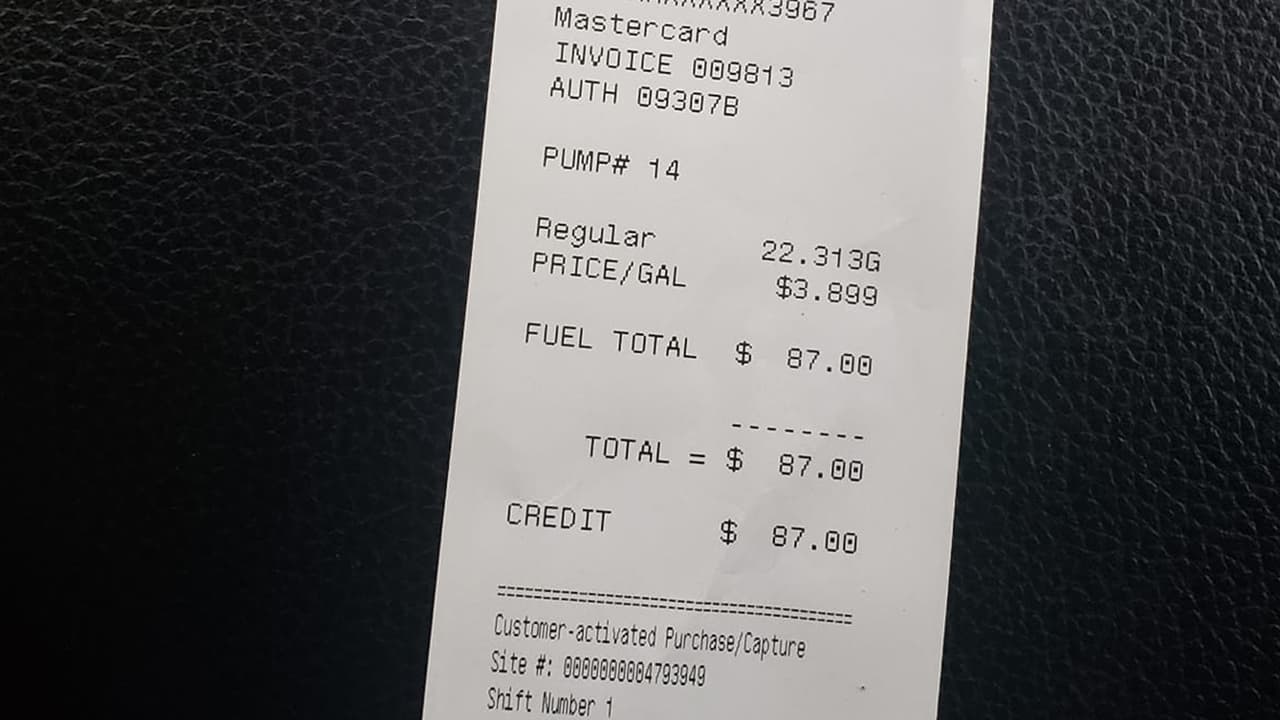 XXXXXXXX3967
Mastercard
INVOICE 009813
AUTH 09307B
PUMP# 14
Regular 22.313G
PRICE/GAL $3.899
FUEL TOTAL $ 87.00
--------
TOTAL = $ 87.00
CREDIT $ 87.00
=======================================
Customer-activated Purchase/Capture
Site #: 0000000004793949
Shift Number 1